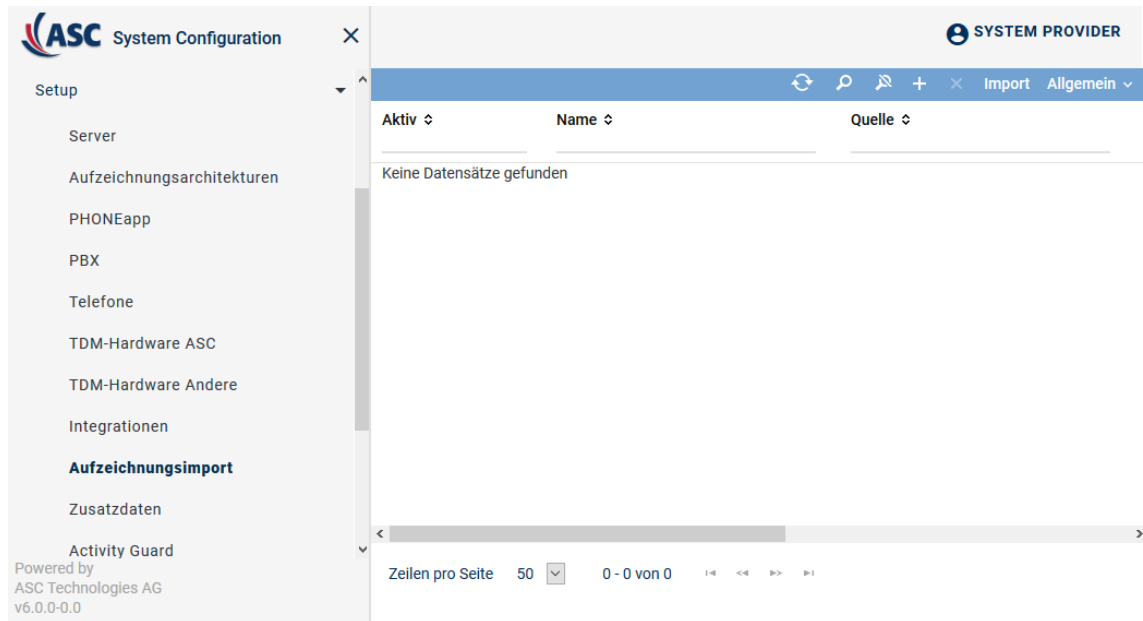 ASC System Configuration
SYSTEM PROVIDER
Setup
Import Allgemein
Server
Aufzeichnungsarchitekturen
PHONEapp
PBX
Telefone
TDM-Hardware ASC
TDM-Hardware Andere
Integrationen
Aufzeichnungsimport
Zusatzdaten
Activity Guard
Powered by
ASC Technologies AG
v6.0.0-0.0
Aktiv Name Quelle
Keine Datensätze gefunden
Zeilen pro Seite 50 0 - 0 von 0